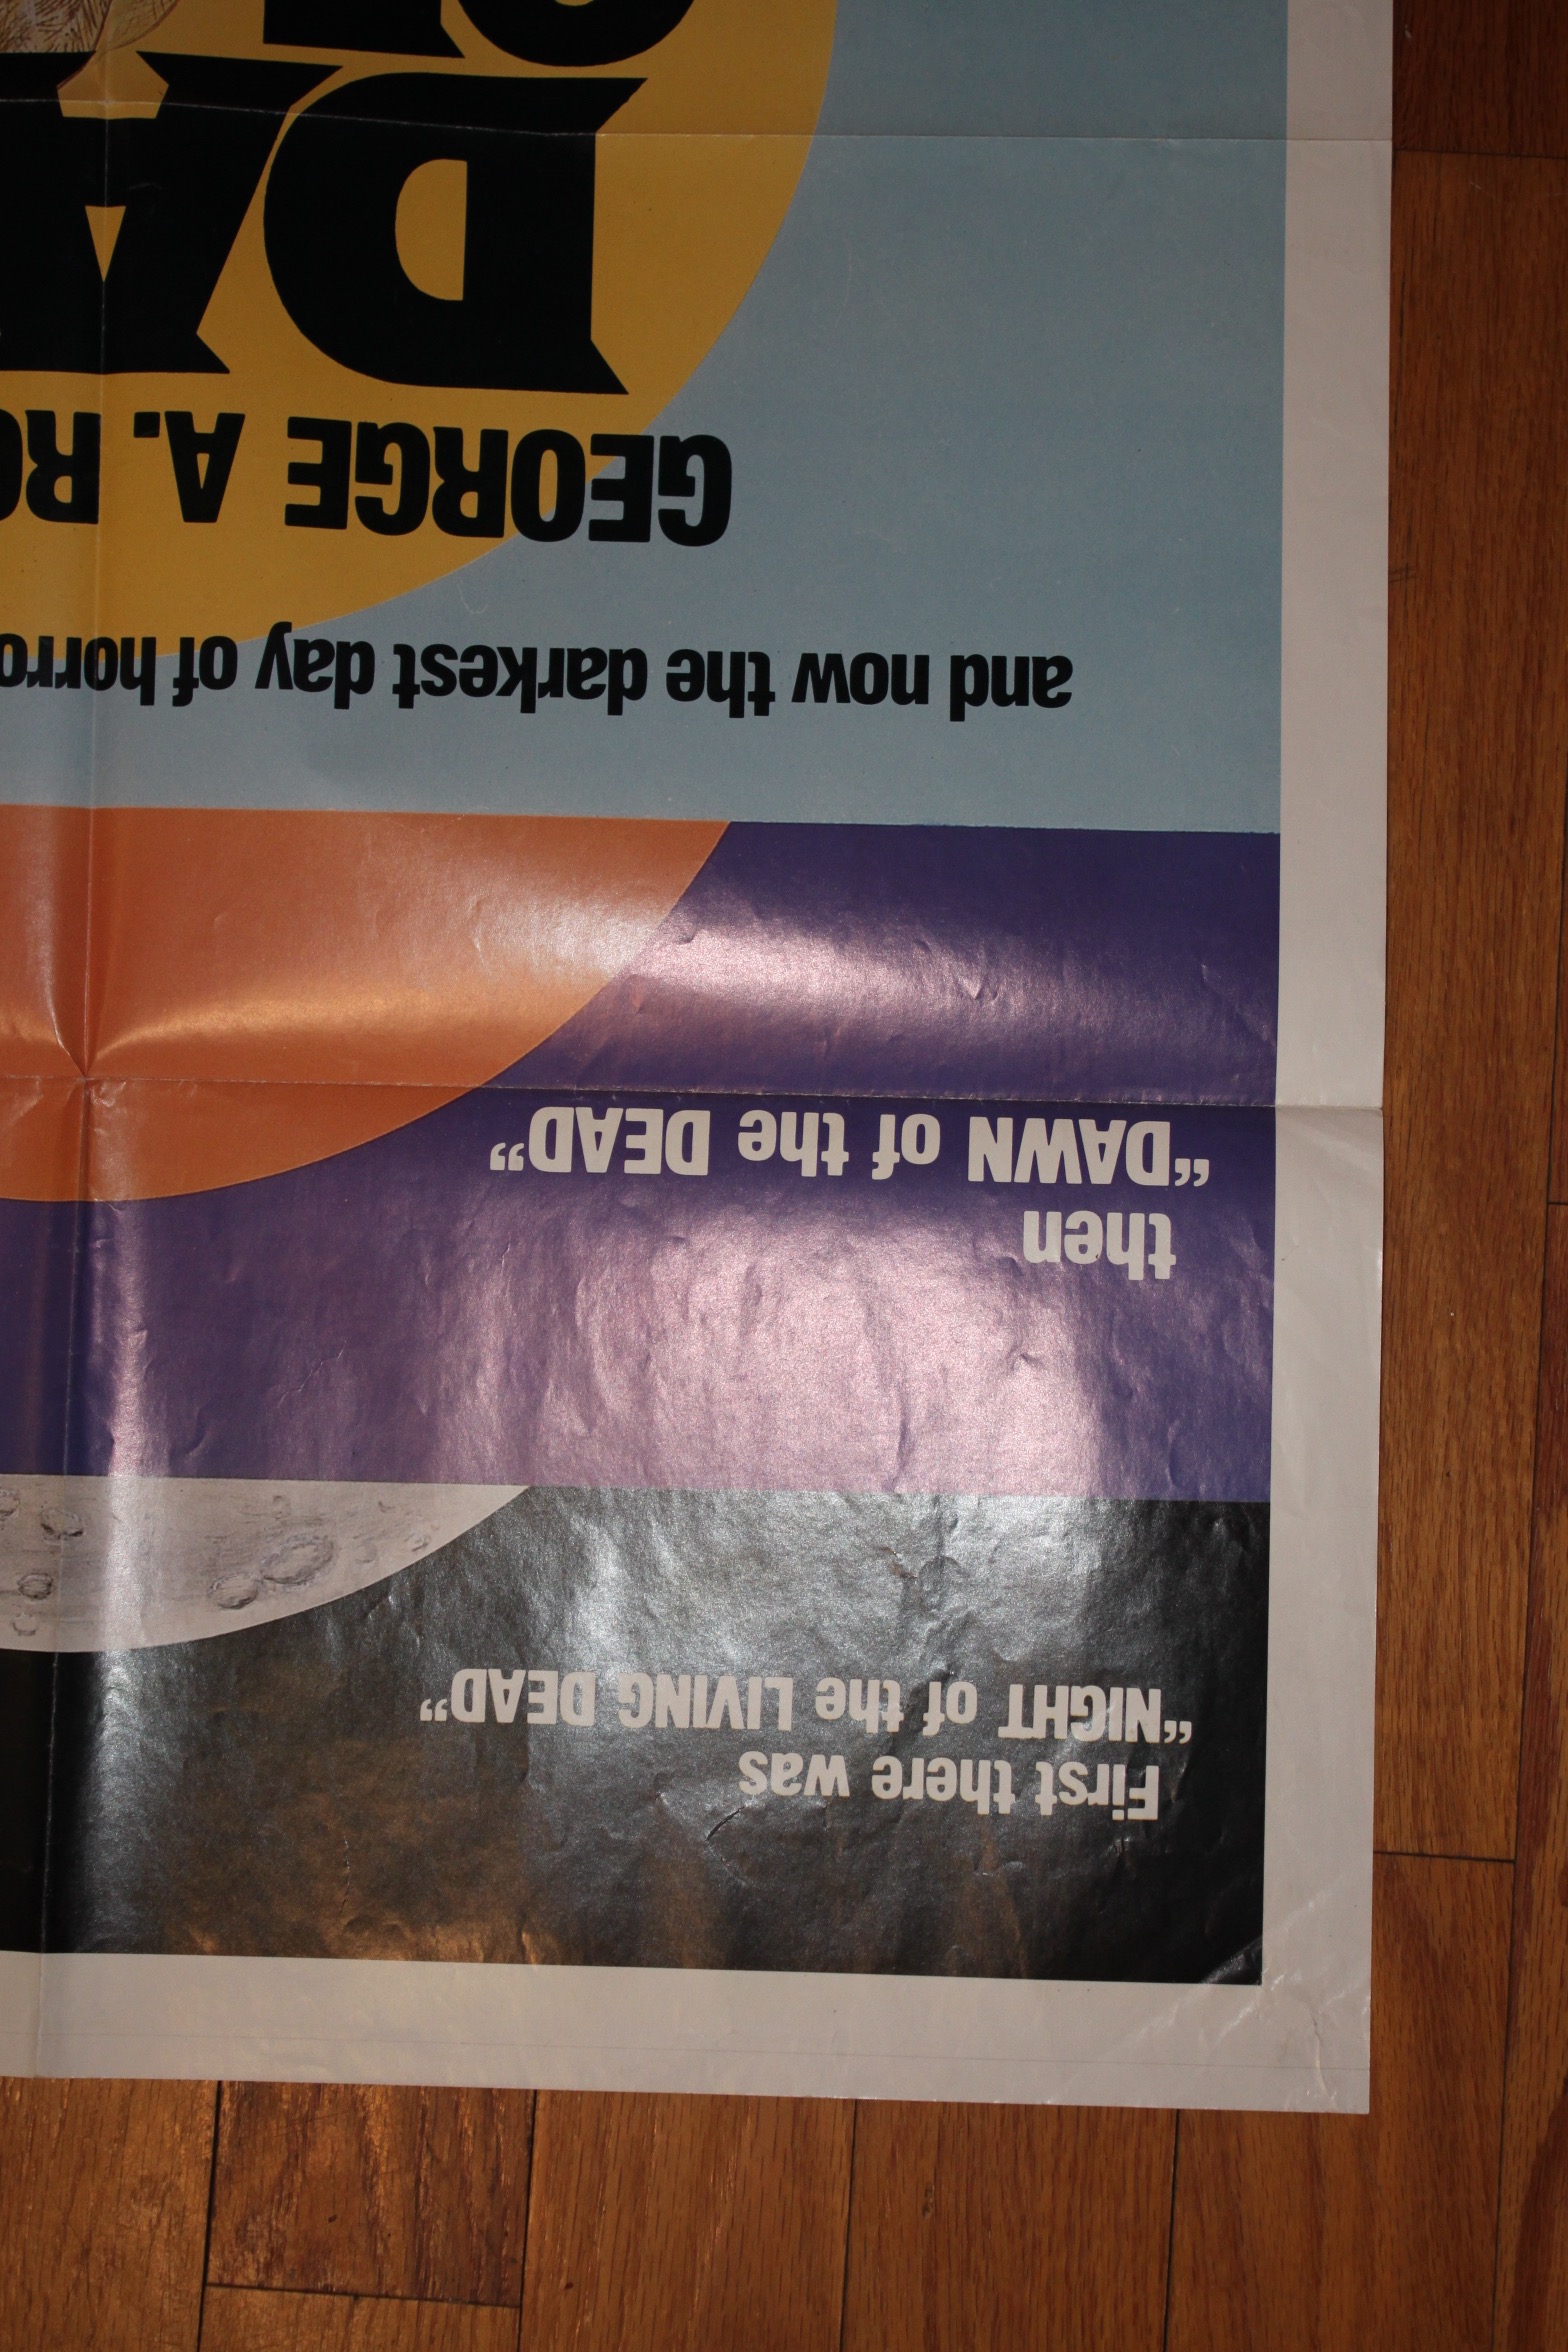 First there was
“NIGHT of the LIVING DEAD”
then
“DAWN of the DEAD”
and now the darkest day of horro
GEORGE A. RO
DA
OF